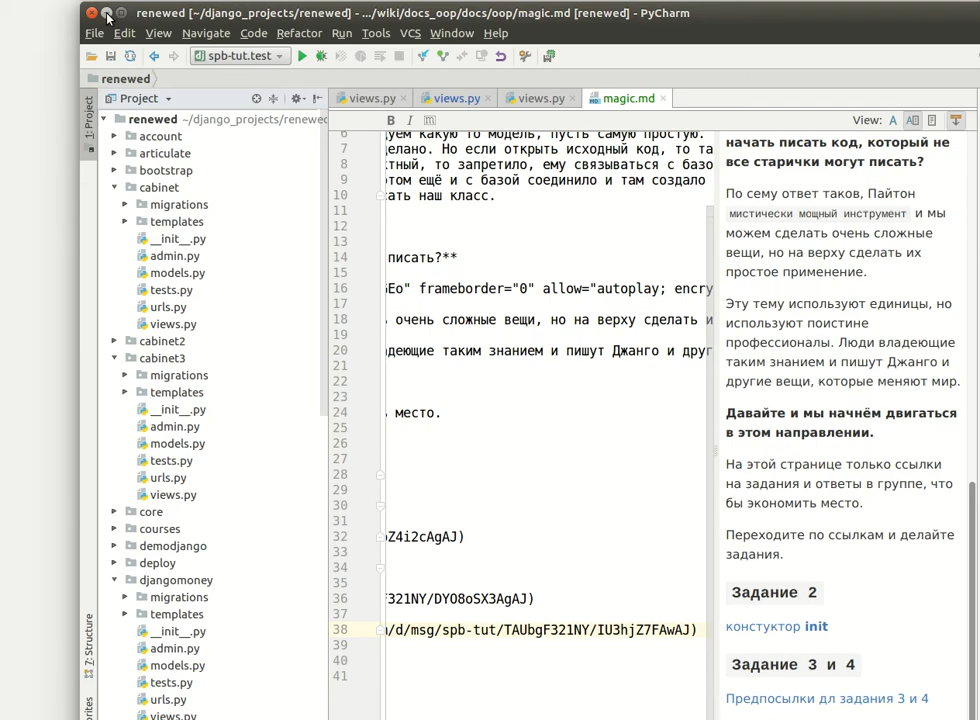 renewed [~/django_projects/renewed] - .../wiki/docs_oop/docs/oop/magic.md [renewed] - PyCharm
File Edit View Navigate Code Refactor Run Tools VCS Window Help
spb-tut.test
renewed
1: Project
Project
views.py
views.py
views.py
magic.md
B I
View: A
renewed ~/django_projects/renewed
account
articulate
bootstrap
cabinet
migrations
templates
__init__.py
admin.py
models.py
tests.py
urls.py
views.py
cabinet2
cabinet3
migrations
templates
__init__.py
admin.py
models.py
tests.py
urls.py
views.py
core
courses
demodjango
deploy
djangomoney
migrations
templates
__init__.py
admin.py
models.py
tests.py
urls.py
views.py
7: Structure
6 уем какую то модель, пусть самую простую.
7 делано. Но если открыть исходный код, то та
8 ктный, то запретило, ему связываться с базо
9 этом ещё и с базой соединило и там создало
10 ать наш класс.
11
12
13
14 писать?**
15
16 GEo" frameborder="0" allow="autoplay; encry
17
18 ь очень сложные вещи, но на верху сделать и
19
20 адеющие таким знанием и пишут Джанго и друг
21
22
23
24 ь место.
25
26
27
28
29
30
31
32 Z4i2cAgAJ)
33
34
35
36 F321NY/DYO8oSX3AgAJ)
37
38 /d/msg/spb-tut/TAUbgF321NY/IU3hjZ7FAwAJ)
39
40
41
начать писать код, который не
все старички могут писать?
По сему ответ таков, Пайтон
мистически мощный инструмент и мы
можем сделать очень сложные
вещи, но на верху сделать их
простое применение.
Эту тему используют единицы, но
используют поистине
профессионалы. Люди владеющие
таким знанием и пишут Джанго и
другие вещи, которые меняют мир.
Давайте и мы начнём двигаться
в этом направлении.
На этой странице только ссылки
на задания и ответы в группе, что
бы экономить место.
Переходите по ссылкам и делайте
задания.
Задание 2
констуктор init
Задание 3 и 4
Предпосылки дл задания 3 и 4